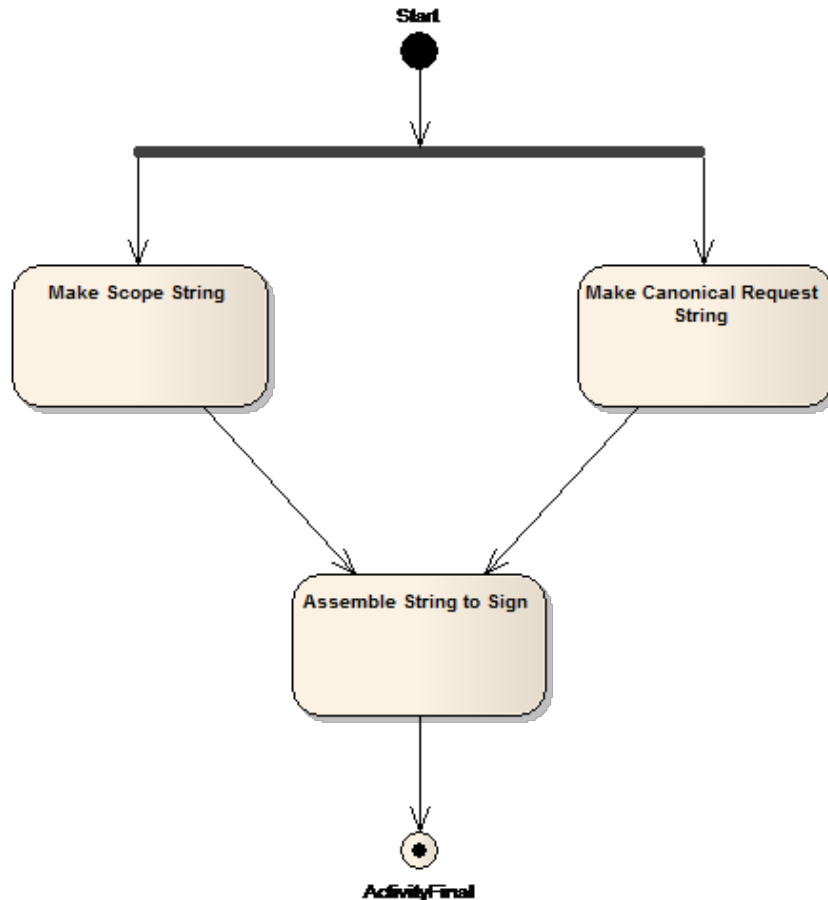 Start
Make Scope String
Make Canonical Request
String
Assemble String to Sign
ActivityFinal